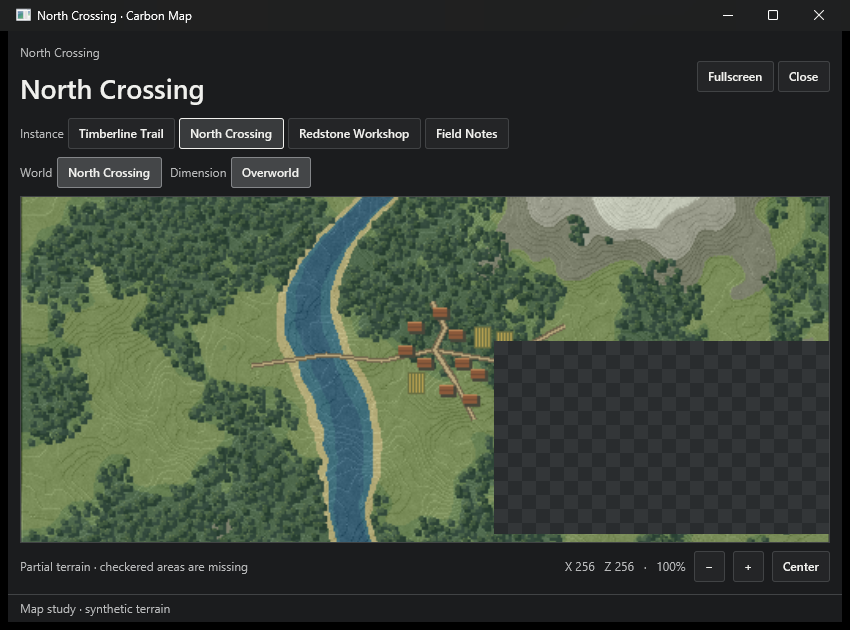 North Crossing · Carbon Map
North Crossing
North Crossing
Fullscreen Close
Instance Timberline Trail North Crossing Redstone Workshop Field Notes
World North Crossing Dimension Overworld
Partial terrain · checkered areas are missing X 256 Z 256 · 100% − + Center
Map study · synthetic terrain